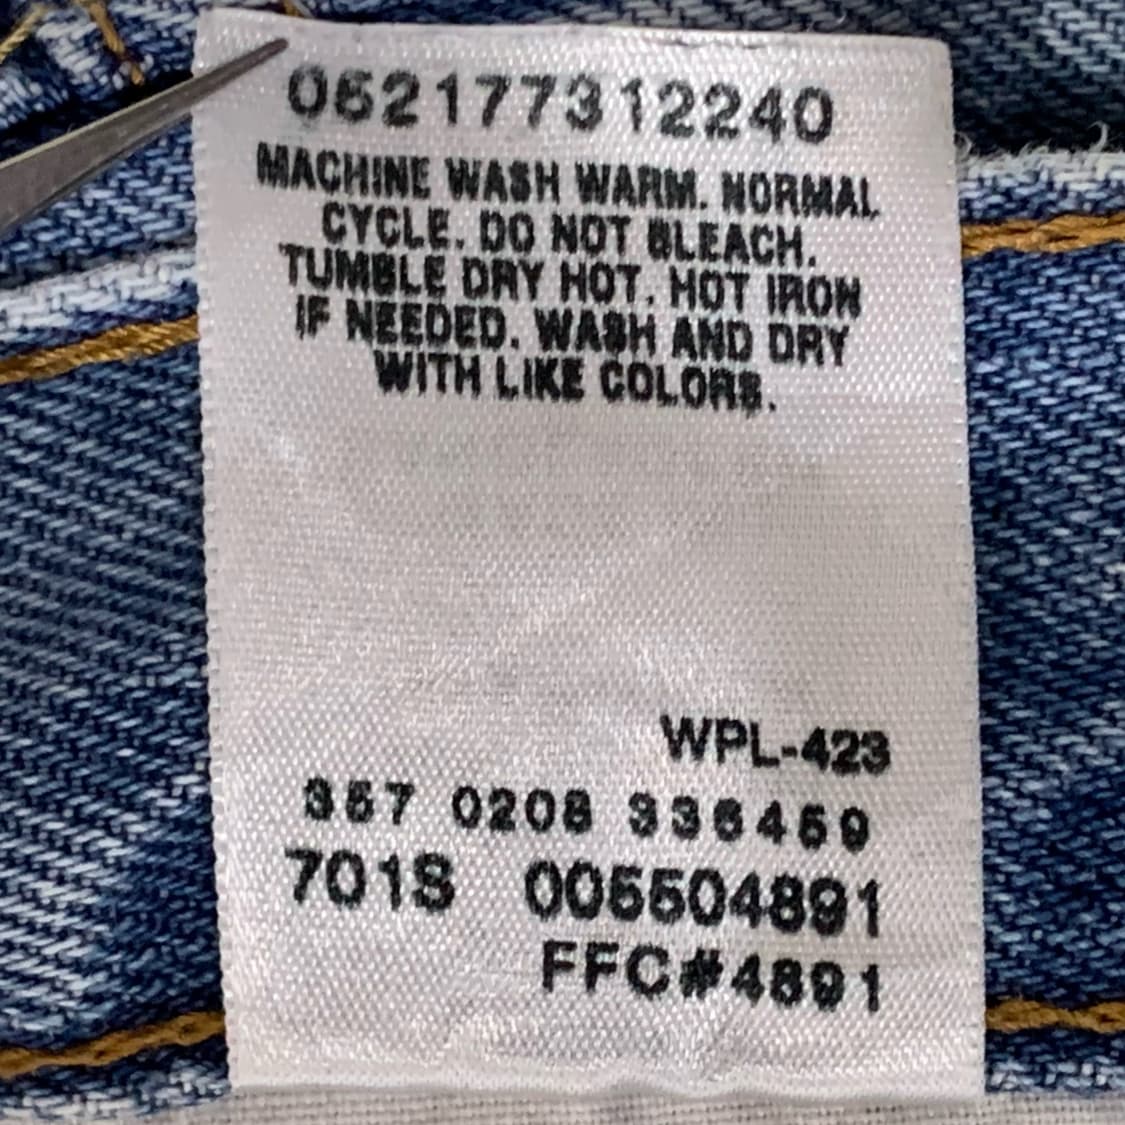 052177312240
MACHINE WASH WARM. NORMAL
CYCLE. DO NOT BLEACH.
TUMBLE DRY HOT. HOT IRON
IF NEEDED. WASH AND DRY
WITH LIKE COLORS.
WPL-423
357 0208 336459
701S 005504891
FFC#4891